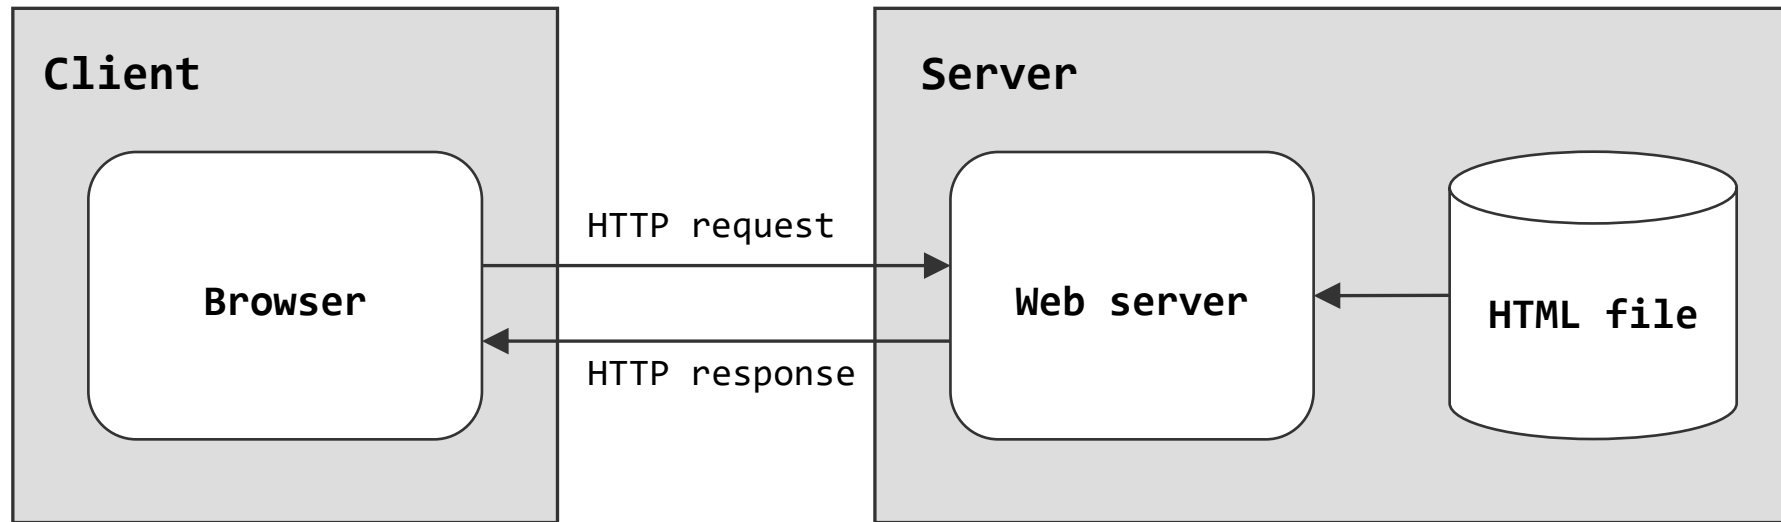 Client
Server
HTTP request
Browser
Web server
HTML file
HTTP response